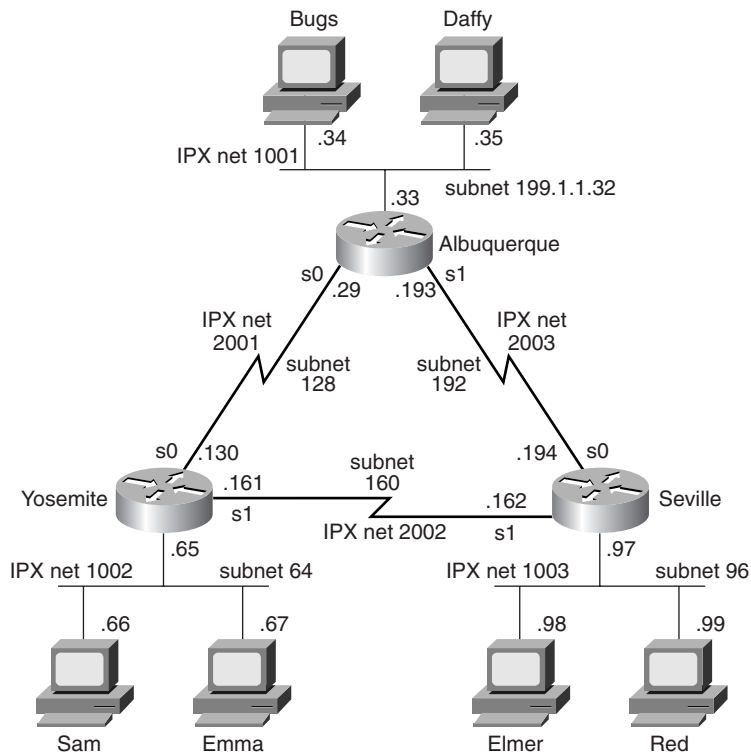 Bugs
Daffy
.34
.35
IPX net 1001
subnet 199.1.1.32
.33
Albuquerque
s0
s1
.29
.193
IPX net
2001
IPX net
2003
subnet
128
subnet
192
s0
.130
.194
s0
Yosemite
.161
subnet
160
.162
Seville
s1
IPX net 2002
s1
.65
.97
IPX net 1002
subnet 64
IPX net 1003
subnet 96
.66
.67
.98
.99
Sam
Emma
Elmer
Red